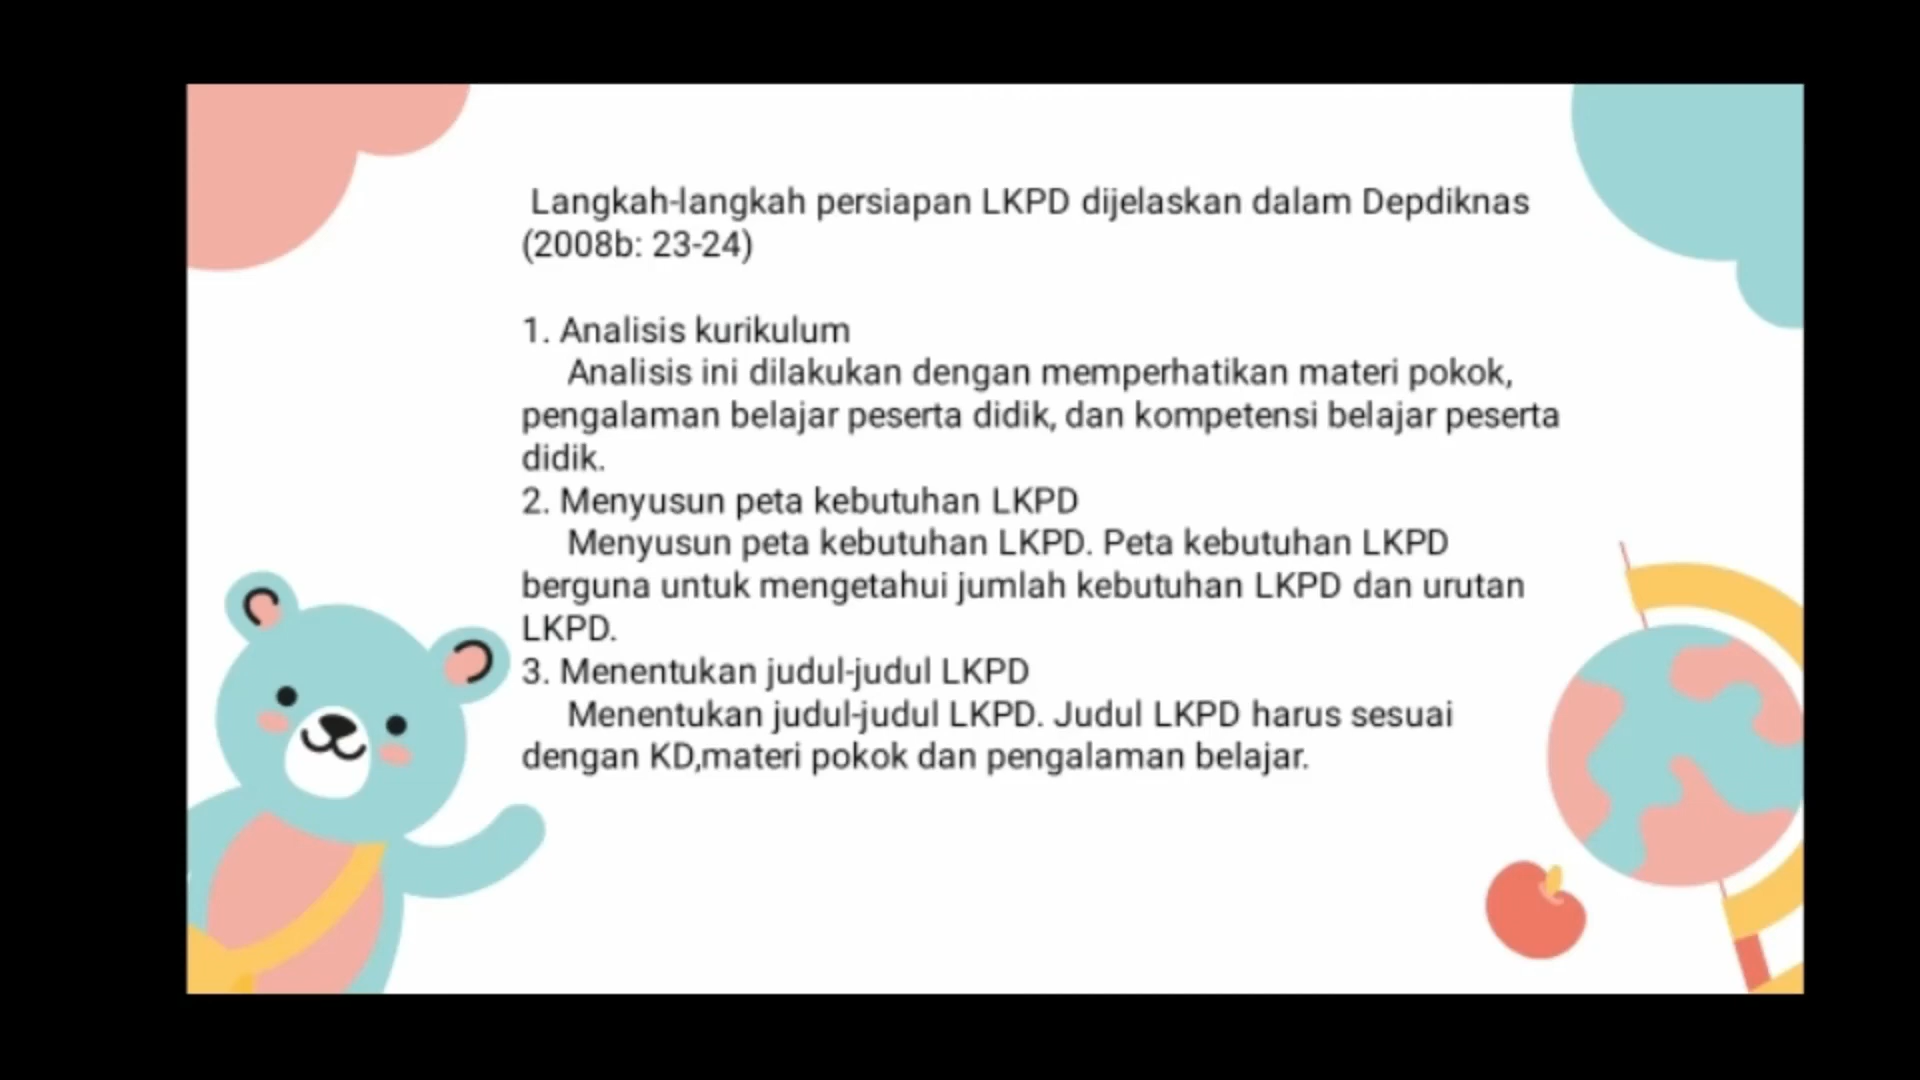 Langkah-langkah persiapan LKPD dijelaskan dalam Depdiknas
(2008b: 23-24)
1. Analisis kurikulum
Analisis ini dilakukan dengan memperhatikan materi pokok,
pengalaman belajar peserta didik, dan kompetensi belajar peserta
didik.
2. Menyusun peta kebutuhan LKPD
Menyusun peta kebutuhan LKPD. Peta kebutuhan LKPD
berguna untuk mengetahui jumlah kebutuhan LKPD dan urutan
LKPD.
3. Menentukan judul-judul LKPD
Menentukan judul-judul LKPD. Judul LKPD harus sesuai
dengan KD,materi pokok dan pengalaman belajar.